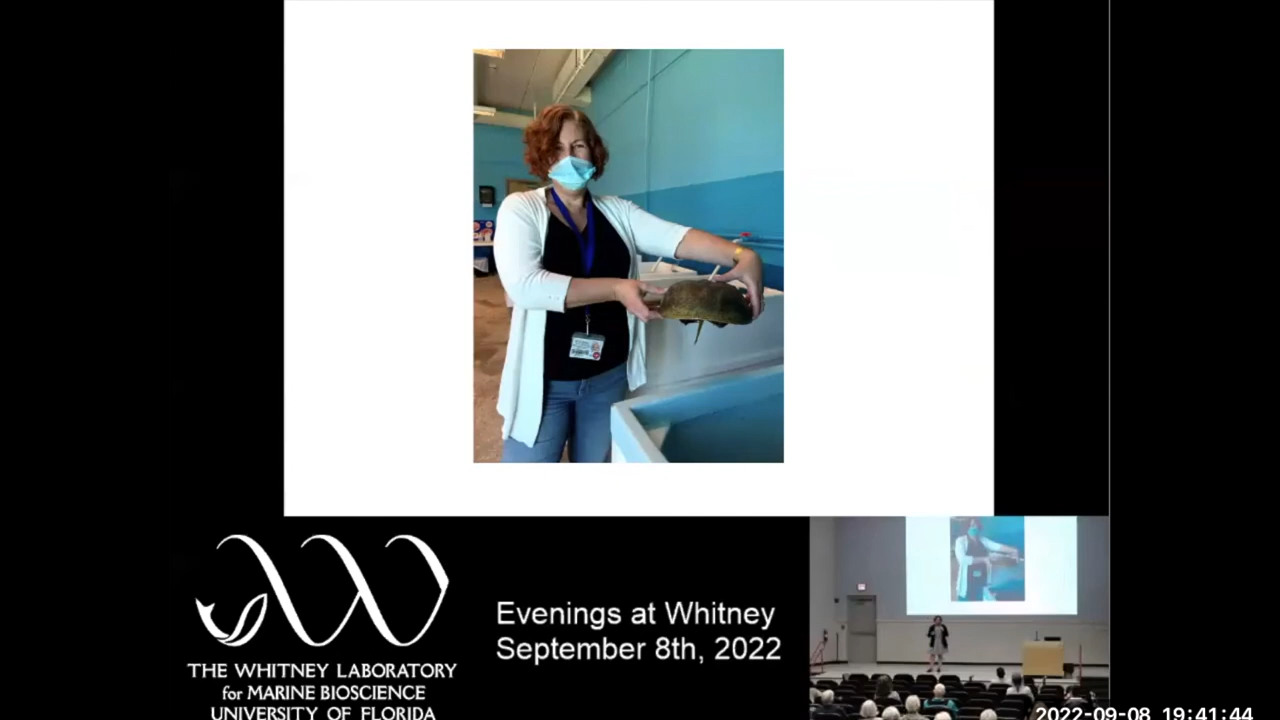 Evenings at Whitney
September 8th, 2022
THE WHITNEY LABORATORY
for MARINE BIOSCIENCE
UNIVERSITY OF FLORIDA
2022-09-08 19:41:44